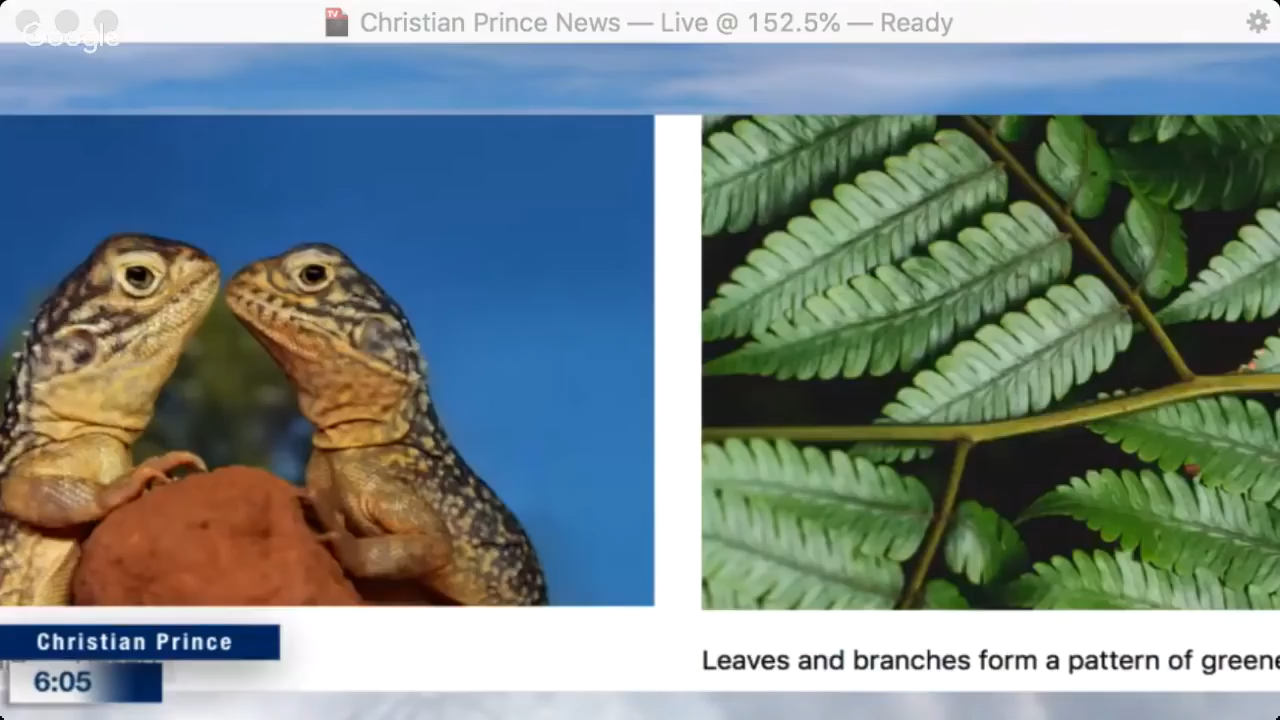 Christian Prince News — Live @ 152.5% — Ready
TV
Google
Christian Prince
6:05
Leaves and branches form a pattern of greene